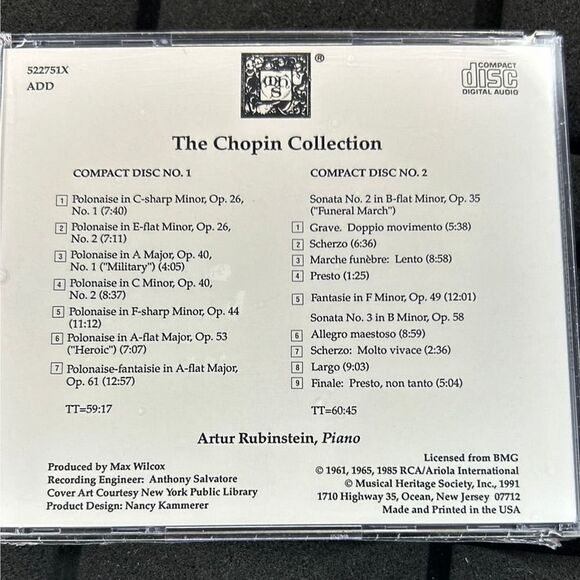 522751X
ADD
mhs
®
COMPACT
disc
DIGITAL AUDIO
The Chopin Collection
COMPACT DISC NO. 1
1 Polonaise in C-sharp Minor, Op. 26,
No. 1 (7:40)
2 Polonaise in E-flat Minor, Op. 26,
No. 2 (7:11)
3 Polonaise in A Major, Op. 40,
No. 1 ("Military") (4:05)
4 Polonaise in C Minor, Op. 40,
No. 2 (8:37)
5 Polonaise in F-sharp Minor, Op. 44
(11:12)
6 Polonaise in A-flat Major, Op. 53
("Heroic") (7:07)
7 Polonaise-fantaisie in A-flat Major,
Op. 61 (12:57)
TT=59:17
COMPACT DISC NO. 2
Sonata No. 2 in B-flat Minor, Op. 35
("Funeral March")
1 Grave. Doppio movimento (5:38)
2 Scherzo (6:36)
3 Marche funèbre: Lento (8:58)
4 Presto (1:25)
5 Fantasie in F Minor, Op. 49 (12:01)
Sonata No. 3 in B Minor, Op. 58
6 Allegro maestoso (8:59)
7 Scherzo: Molto vivace (2:36)
8 Largo (9:03)
9 Finale: Presto, non tanto (5:04)
TT=60:45
Artur Rubinstein, Piano
Produced by Max Wilcox
Recording Engineer: Anthony Salvatore
Cover Art Courtesy New York Public Library
Product Design: Nancy Kammerer
Licensed from BMG
© 1961, 1965, 1985 RCA/Ariola International
© Musical Heritage Society, Inc., 1991
1710 Highway 35, Ocean, New Jersey 07712
Made and Printed in the USA